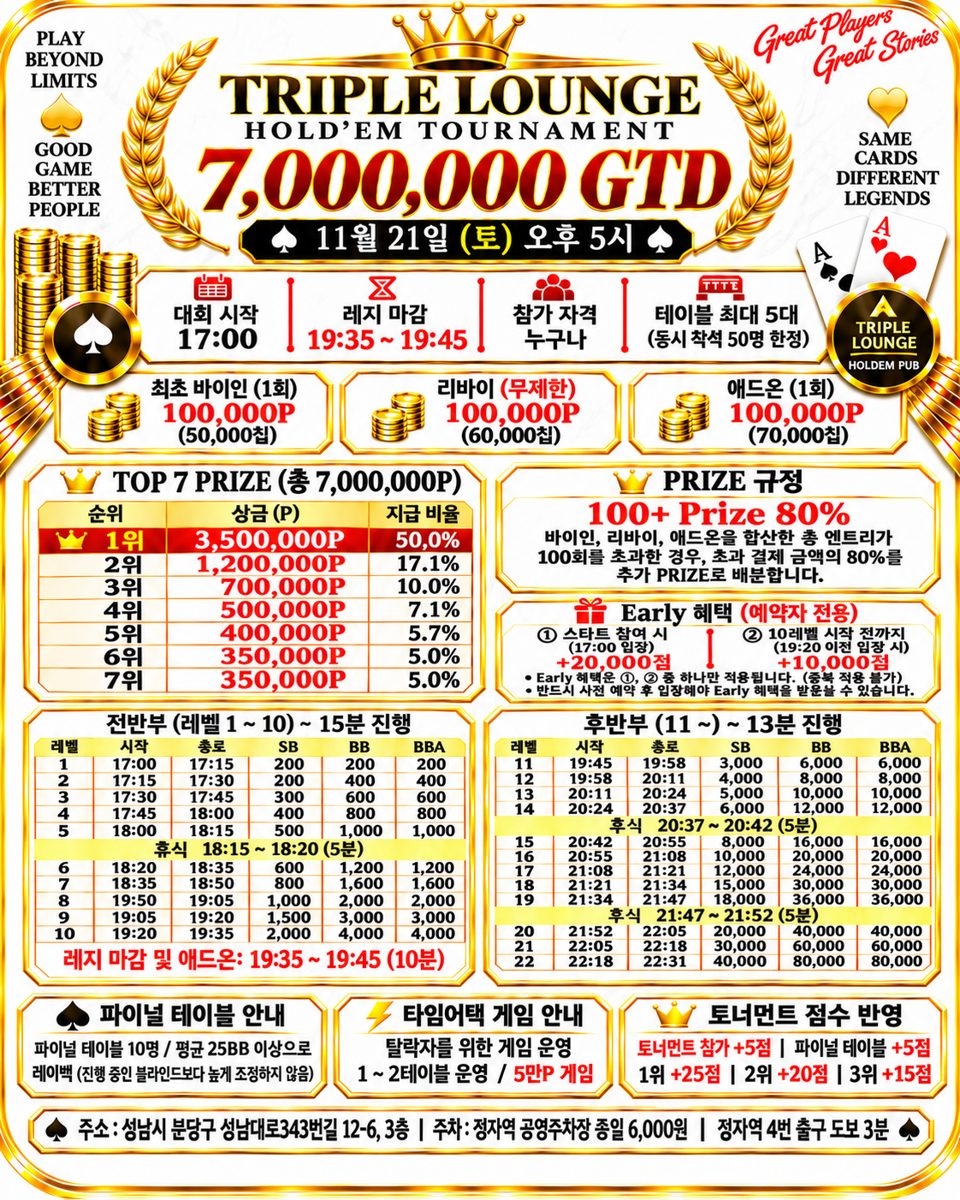 PLAY
BEYOND
LIMITS
GOOD
GAME
BETTER
PEOPLE
Great Players
Great Stories
SAME
CARDS
DIFFERENT
LEGENDS
TRIPLE LOUNGE
HOLD'EM TOURNAMENT
7,000,000 GTD
11월 21일 (토) 오후 5시
A
A
TRIPLE
LOUNGE
HOLDEM PUB
대회 시작
17:00
레지 마감
19:35 ~ 19:45
참가 자격
누구나
테이블 최대 5대
(동시 착석 50명 한정)
최초 바이인 (1회)
100,000P
(50,000칩)
리바이 (무제한)
100,000P
(60,000칩)
애드온 (1회)
100,000P
(70,000칩)
TOP 7 PRIZE (총 7,000,000P)
순위 상금 (P) 지급 비율
1위 3,500,000P 50,0%
2위 1,200,000P 17.1%
3위 700,000P 10.0%
4위 500,000P 7.1%
5위 400,000P 5.7%
6위 350,000P 5.0%
7위 350,000P 5.0%
PRIZE 규정
100+ Prize 80%
바이인, 리바이, 애드온을 합산한 총 엔트리가
100회를 초과한 경우, 초과 결제 금액의 80%를
추가 PRIZE로 배분합니다.
Early 혜택 (예약자 전용)
① 스타트 참여 시
(17:00 입장)
+20,000점
② 10레벨 시작 전까지
(19:20 이전 입장 시)
+10,000점
• Early 혜택운 ①, ② 중 하나만 적용됩니다. (중복 적용 불가)
• 반드시 사전 예약 후 입장해야 Early 혜택을 받운불 수 있습니다.
전반부 (레벨 1 ~ 10) ~ 15분 진행
레벨 시작 총로 SB BB BBA
1 17:00 17:15 200 200 200
2 17:15 17:30 200 400 400
3 17:30 17:45 300 600 600
4 17:45 18:00 400 800 800
5 18:00 18:15 500 1,000 1,000
휴식 18:15 ~ 18:20 (5분)
6 18:20 18:35 600 1,200 1,200
7 18:35 18:50 800 1,600 1,600
8 19:50 19:05 1,000 2,000 2,000
9 19:05 19:20 1,500 3,000 3,000
10 19:20 19:35 2,000 4,000 4,000
레지 마감 및 애드온: 19:35 ~ 19:45 (10분)
후반부 (11 ~) ~ 13분 진행
레벨 시작 총로 SB BB BBA
11 19:45 19:58 3,000 6,000 6,000
12 19:58 20:11 4,000 8,000 8,000
13 20:11 20:24 5,000 10,000 10,000
14 20:24 20:37 6,000 12,000 12,000
후식 20:37 ~ 20:42 (5분)
15 20:42 20:55 8,000 16,000 16,000
16 20:55 21:08 10,000 20,000 20,000
17 21:08 21:21 12,000 24,000 24,000
18 21:21 21:34 15,000 30,000 30,000
19 21:34 21:47 18,000 36,000 36,000
후식 21:47 ~ 21:52 (5분)
20 21:52 22:05 20,000 40,000 40,000
21 22:05 22:18 30,000 60,000 60,000
22 22:18 22:31 40,000 80,000 80,000
파이널 테이블 안내
파이널 테이블 10명 / 평균 25BB 이상으로
레이백 (진행 중인 블라인드보다 높게 조정하지 않음)
타임어택 게임 안내
탈락자를 위한 게임 운영
1 ~ 2테이블 운영 / 5만P 게임
토너먼트 점수 반영
토너먼트 참가 +5점 | 파이널 테이블 +5점
1위 +25점 | 2위 +20점 | 3위 +15점
주소 : 성남시 분당구 성남대로343번길 12-6, 3층 | 주차 : 정자역 공영주차장 종일 6,000원 | 정자역 4번 출구 도보 3분